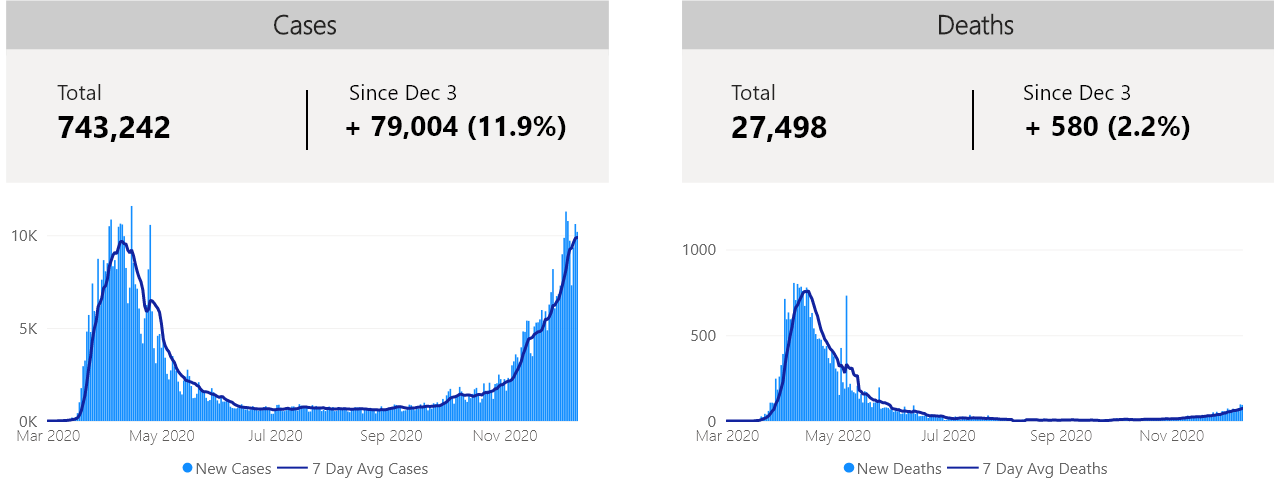 Cases
Total
743,242
Since Dec 3
+ 79,004 (11.9%)
10K
5K
0K
Mar 2020 May 2020 Jul 2020 Sep 2020 Nov 2020
New Cases 7 Day Avg Cases
Deaths
Total
27,498
Since Dec 3
+ 580 (2.2%)
1000
500
0
Mar 2020 May 2020 Jul 2020 Sep 2020 Nov 2020
New Deaths 7 Day Avg Deaths